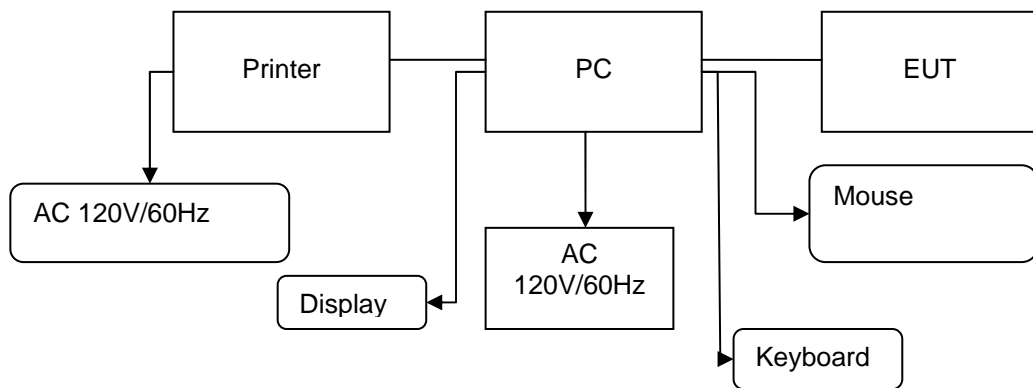 Printer
PC
EUT
AC 120V/60Hz
Mouse
AC
120V/60Hz
Display
Keyboard